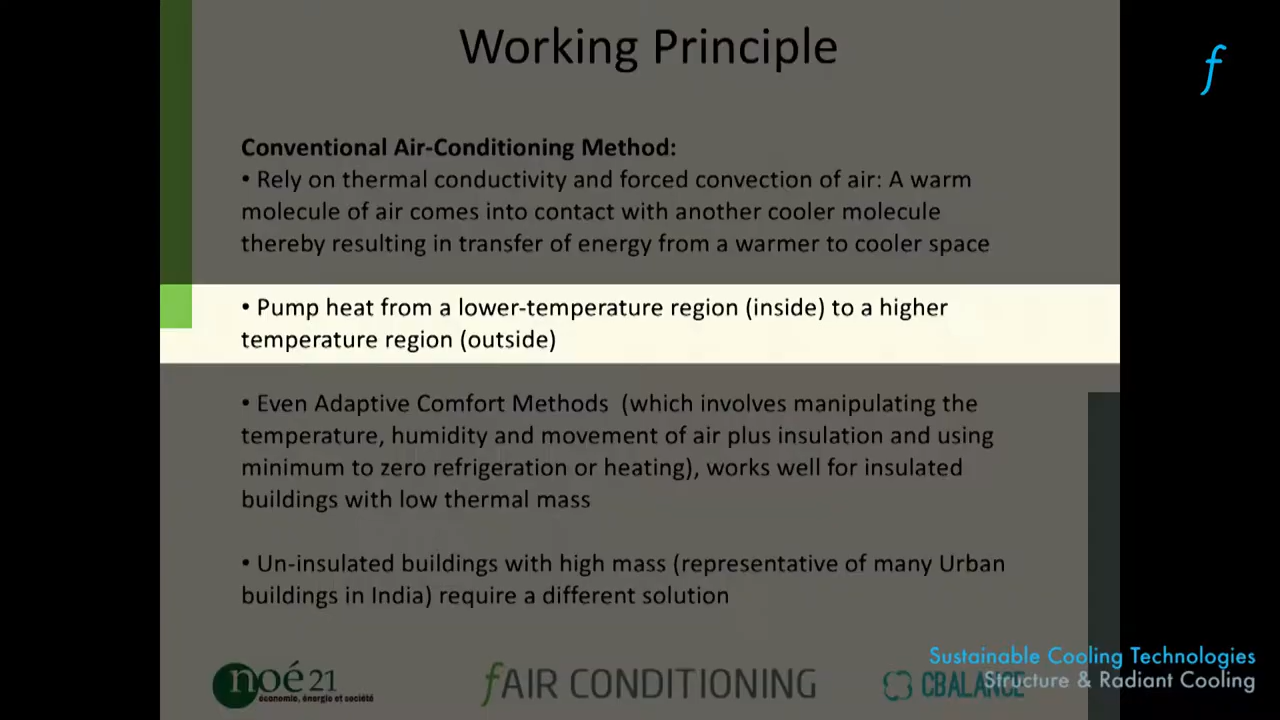 Working Principle
f
Conventional Air-Conditioning Method:
• Rely on thermal conductivity and forced convection of air: A warm
molecule of air comes into contact with another cooler molecule
thereby resulting in transfer of energy from a warmer to cooler space
• Pump heat from a lower-temperature region (inside) to a higher
temperature region (outside)
• Even Adaptive Comfort Methods (which involves manipulating the
temperature, humidity and movement of air plus insulation and using
minimum to zero refrigeration or heating), works well for insulated
buildings with low thermal mass
• Un-insulated buildings with high mass (representative of many Urban
buildings in India) require a different solution
noé21
économie, énergie et société
fAIR CONDITIONING
CBALANCE
Sustainable Cooling Technologies
Structure & Radiant Cooling